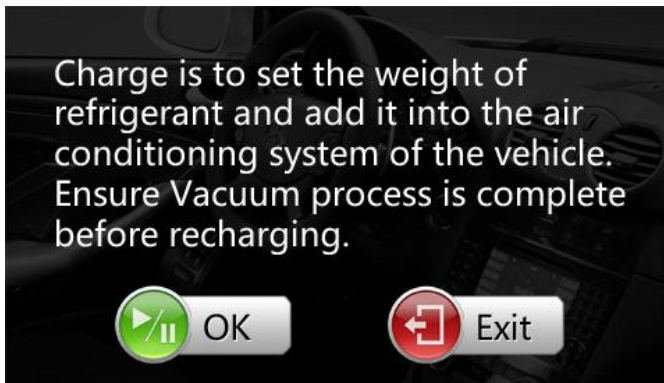 Charge is to set the weight of
refrigerant and add it into the air
conditioning system of the vehicle.
Ensure Vacuum process is complete
before recharging.
OK
Exit